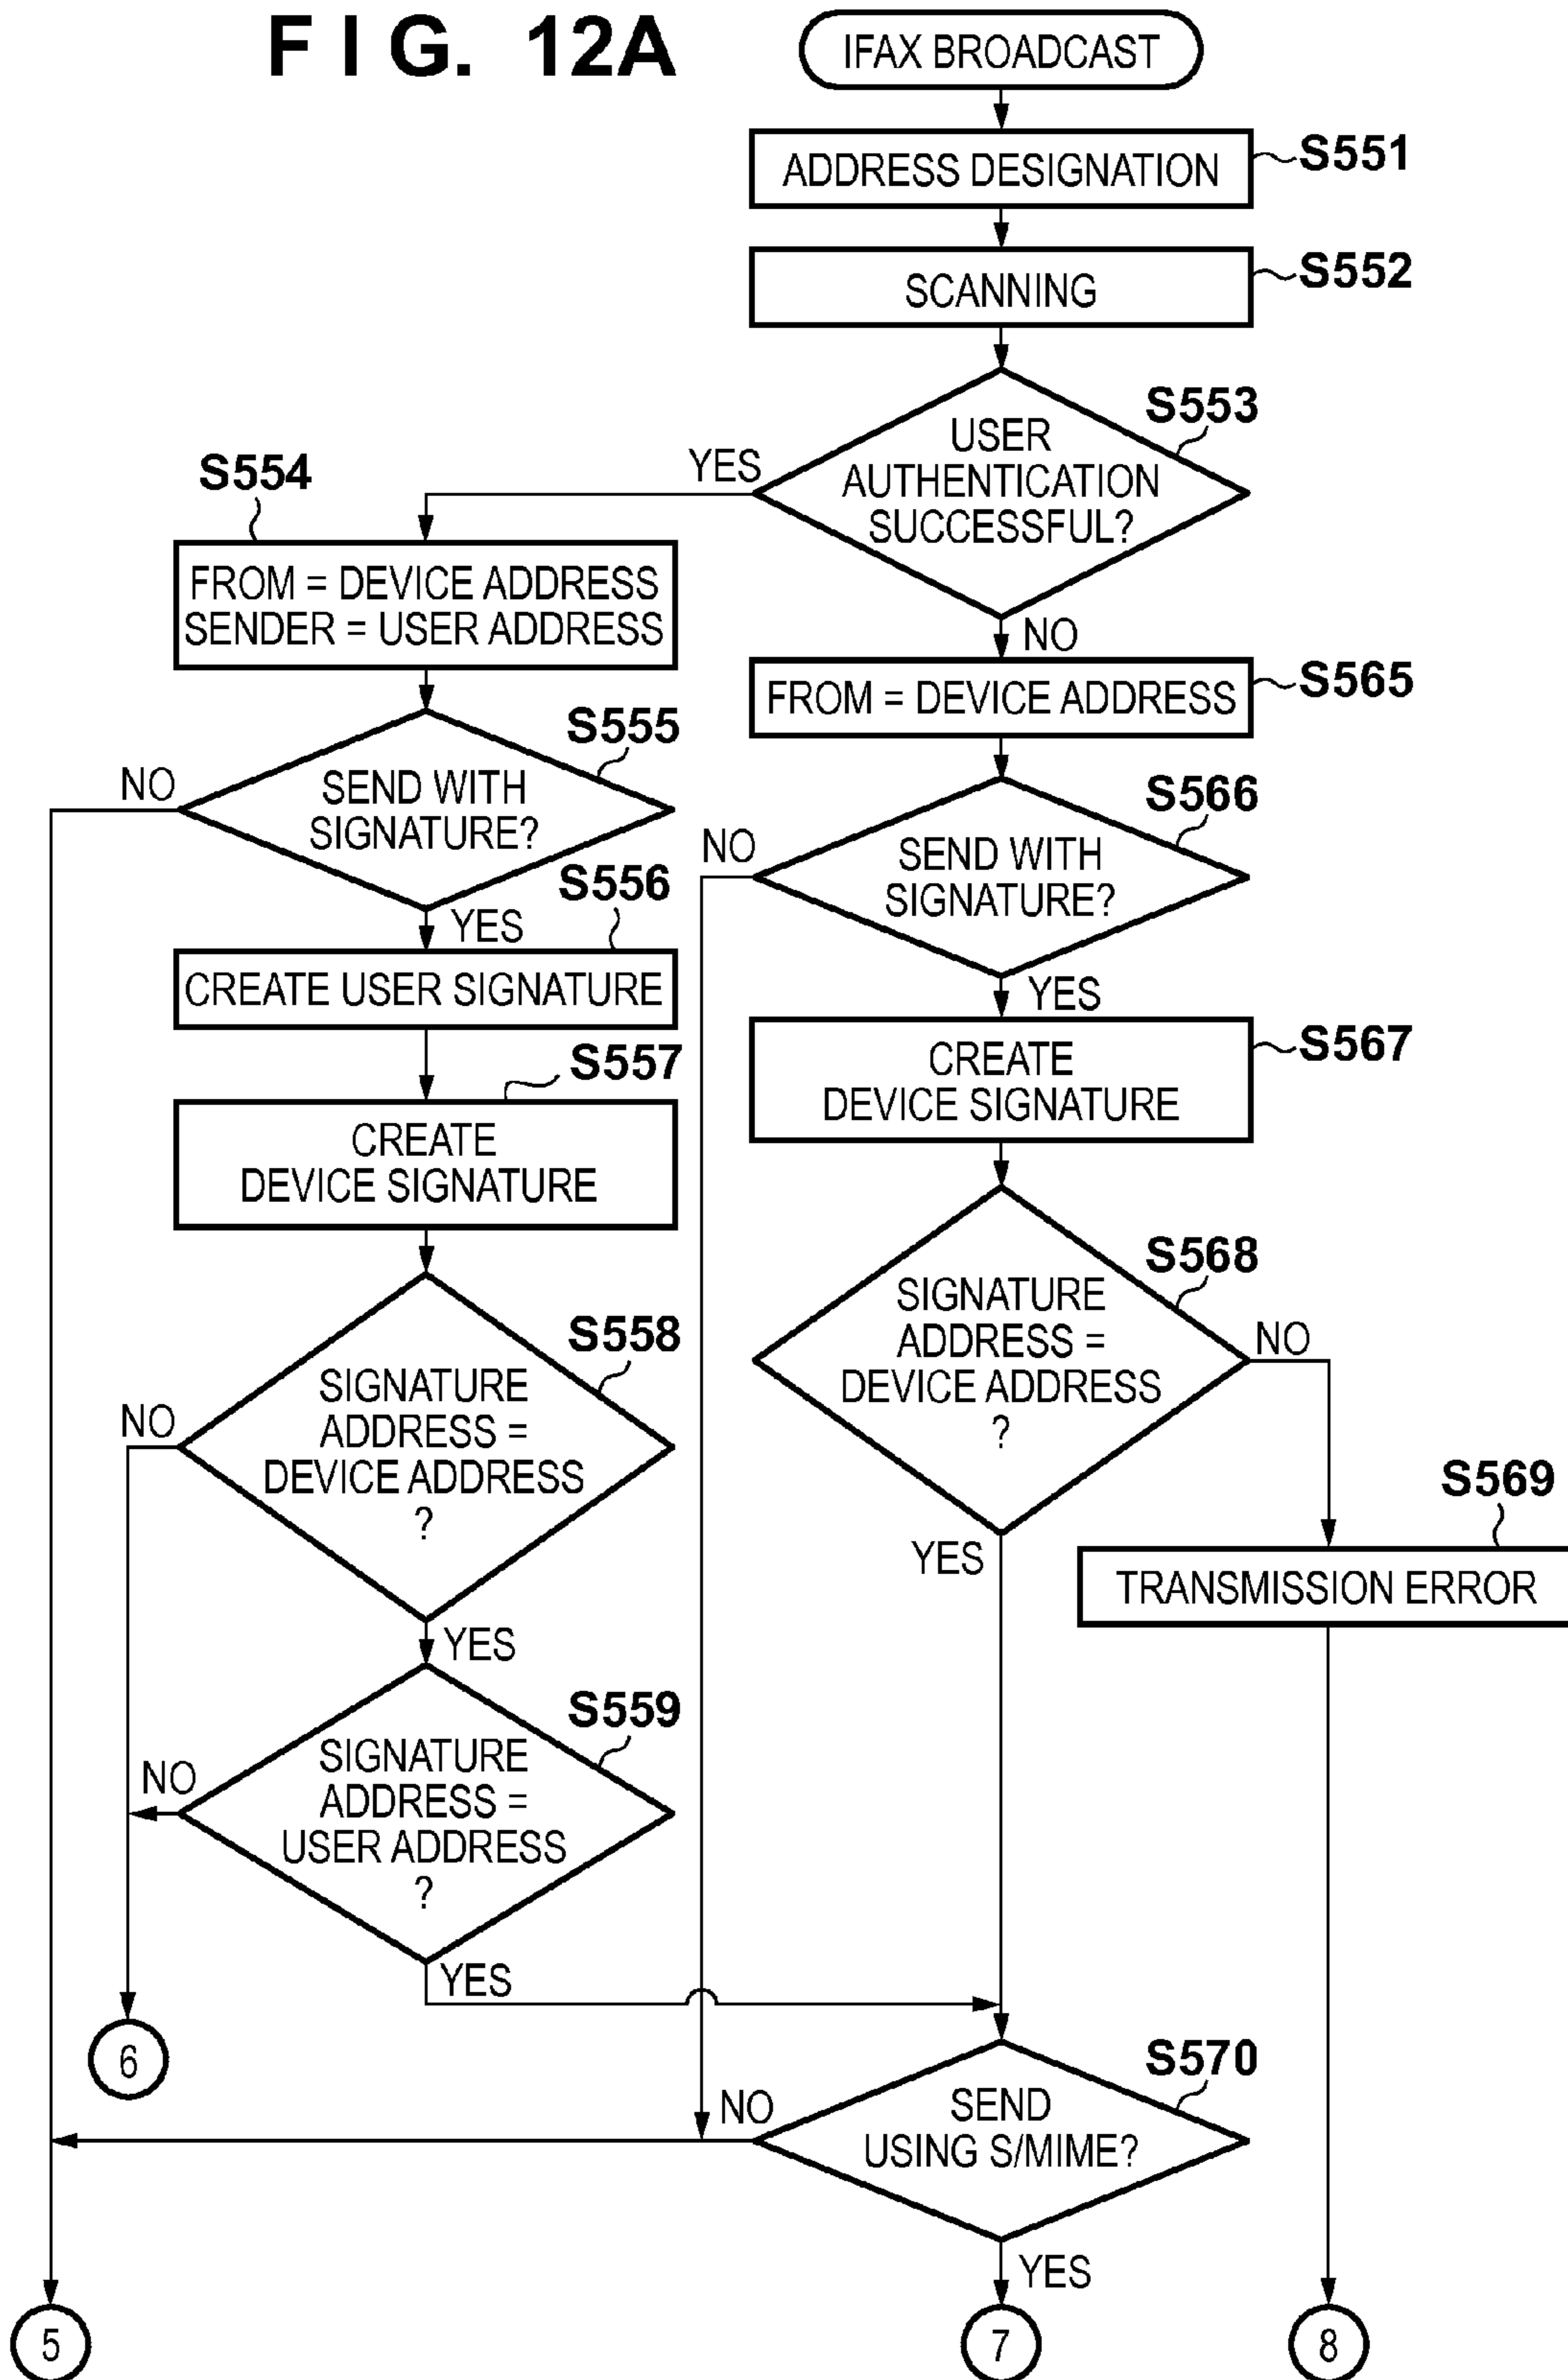 FIG. 12A
IFAX BROADCAST
ADDRESS DESIGNATION
S551
SCANNING
S552
S553
USER
AUTHENTICATION
SUCCESSFUL?
YES
NO
S554
FROM = DEVICE ADDRESS
SENDER = USER ADDRESS
S555
SEND WITH
SIGNATURE?
NO
YES
S556
CREATE USER SIGNATURE
S557
CREATE
DEVICE SIGNATURE
S558
SIGNATURE
ADDRESS =
DEVICE ADDRESS
?
NO
YES
S559
SIGNATURE
ADDRESS =
USER ADDRESS
?
NO
YES
6
FROM = DEVICE ADDRESS
S565
S566
SEND WITH
SIGNATURE?
NO
YES
CREATE
DEVICE SIGNATURE
S567
S568
SIGNATURE
ADDRESS =
DEVICE ADDRESS
?
NO
YES
S569
TRANSMISSION ERROR
S570
SEND
USING S/MIME?
NO
YES
5
7
8